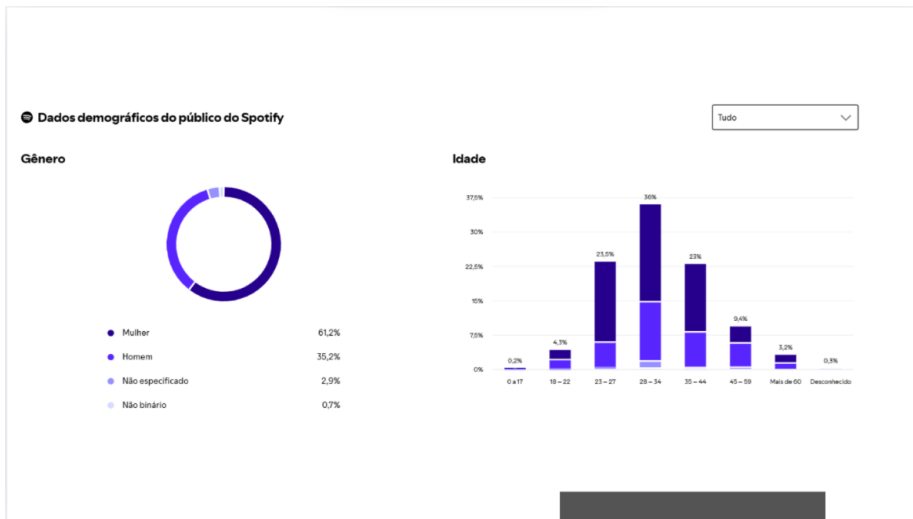 Dados demográficos do público do Spotify
Tudo
Gênero
Mulher 61,2%
Homem 35,2%
Não especificado 2,9%
Não binário 0,7%
Idade
37,5%
30%
22,5%
15%
7,5%
0%
0,2% 4,3% 23,5% 36% 23% 9,4% 3,2% 0,3%
0 a 17 18 – 22 23 – 27 28 – 34 35 – 44 45 – 59 Mais de 60 Desconhecido